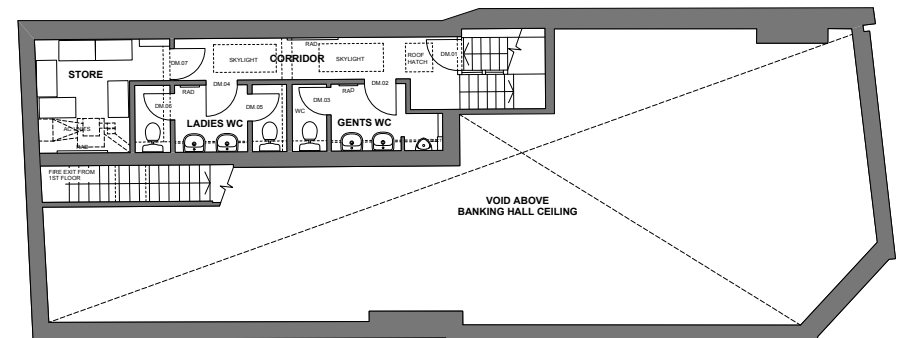 RAD
DM.01
CORRIDOR
SKYLIGHT
SKYLIGHT
ROOF
HATCH
DM.07
STORE
DM.04
DM.02
RAD
RAD
DM.06
DM.05
DM.03
WC
LADIES WC
GENTS WC
AC UNITS
RAD
FIRE EXIT FROM
1ST FLOOR
VOID ABOVE
BANKING HALL CEILING